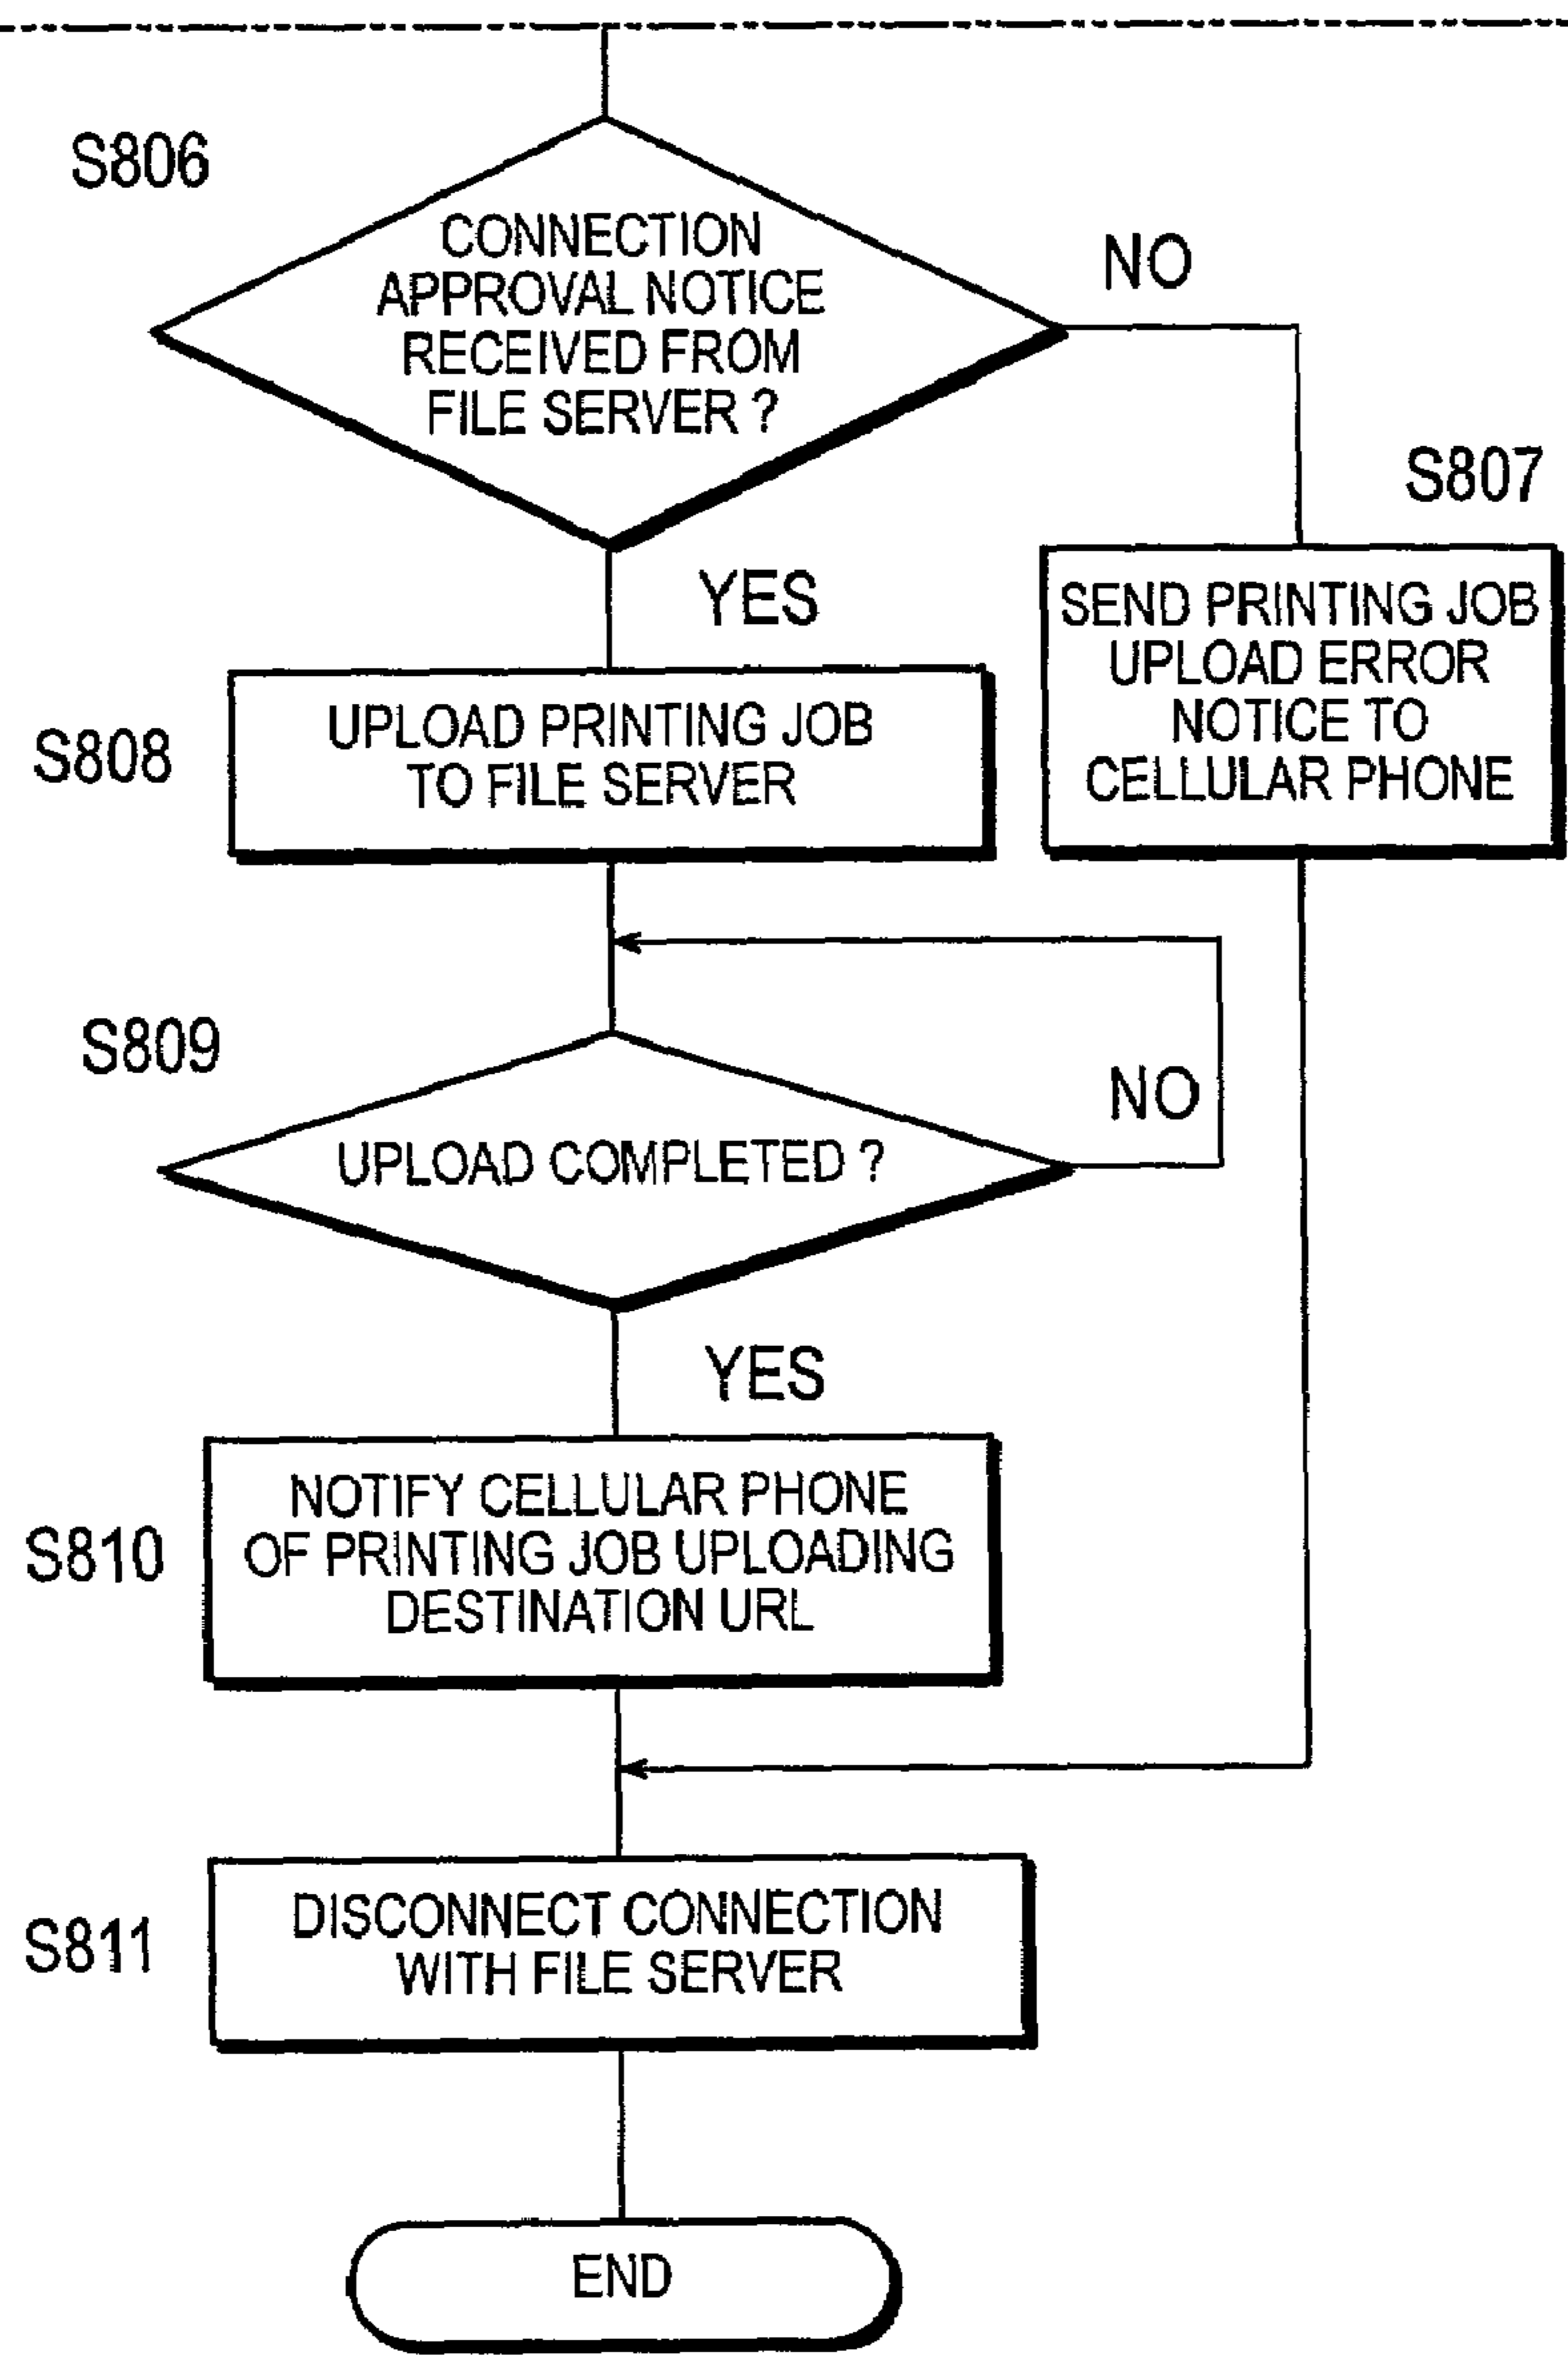 S806
CONNECTION
APPROVAL NOTICE
RECEIVED FROM
FILE SERVER ?
NO
YES
S807
SEND PRINTING JOB
UPLOAD ERROR
NOTICE TO
CELLULAR PHONE
S808
UPLOAD PRINTING JOB
TO FILE SERVER
S809
UPLOAD COMPLETED ?
NO
YES
S810
NOTIFY CELLULAR PHONE
OF PRINTING JOB UPLOADING
DESTINATION URL
S811
DISCONNECT CONNECTION
WITH FILE SERVER
END